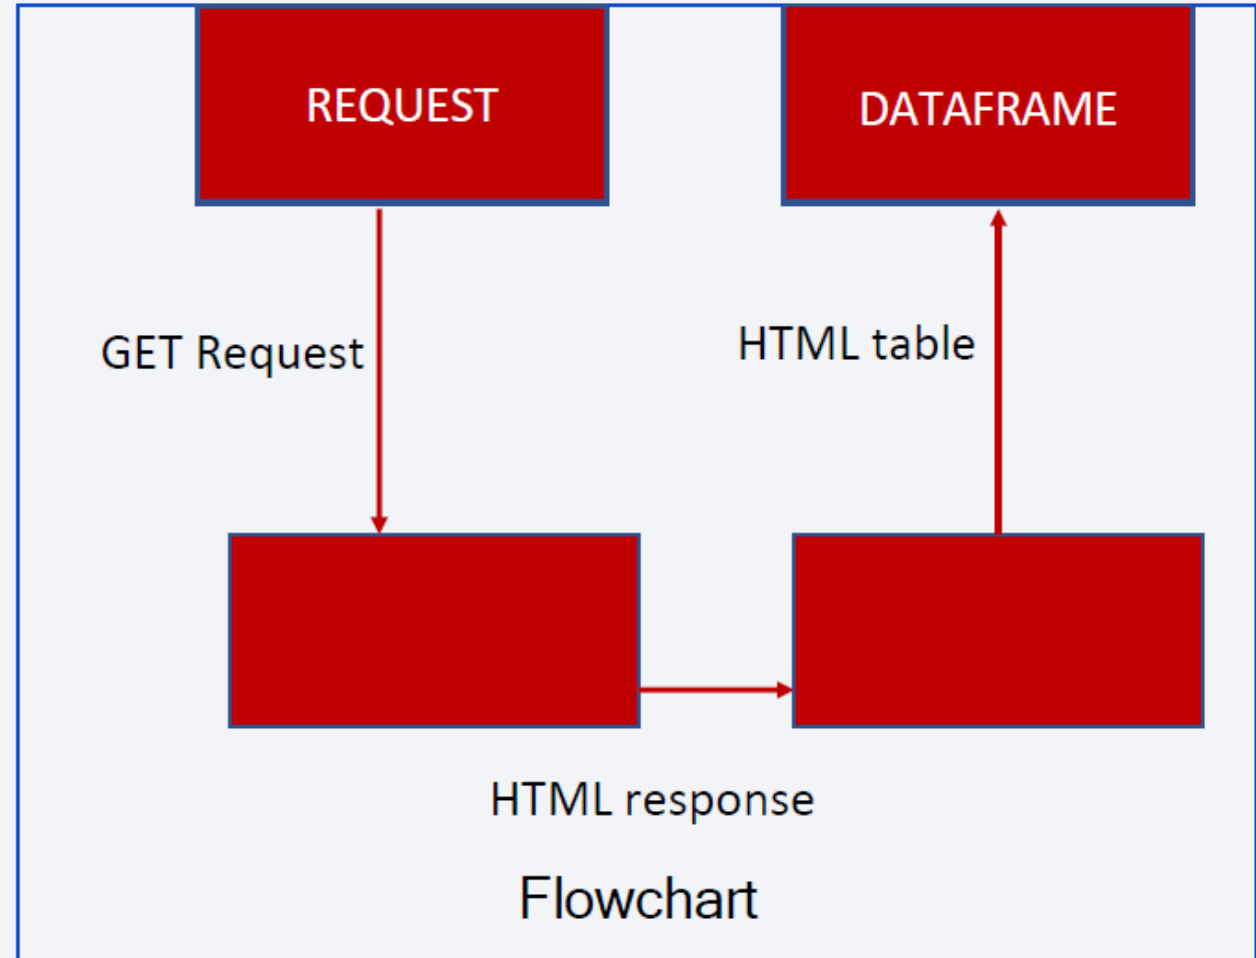 REQUEST
DATAFRAME
GET Request
HTML table
HTML response
Flowchart